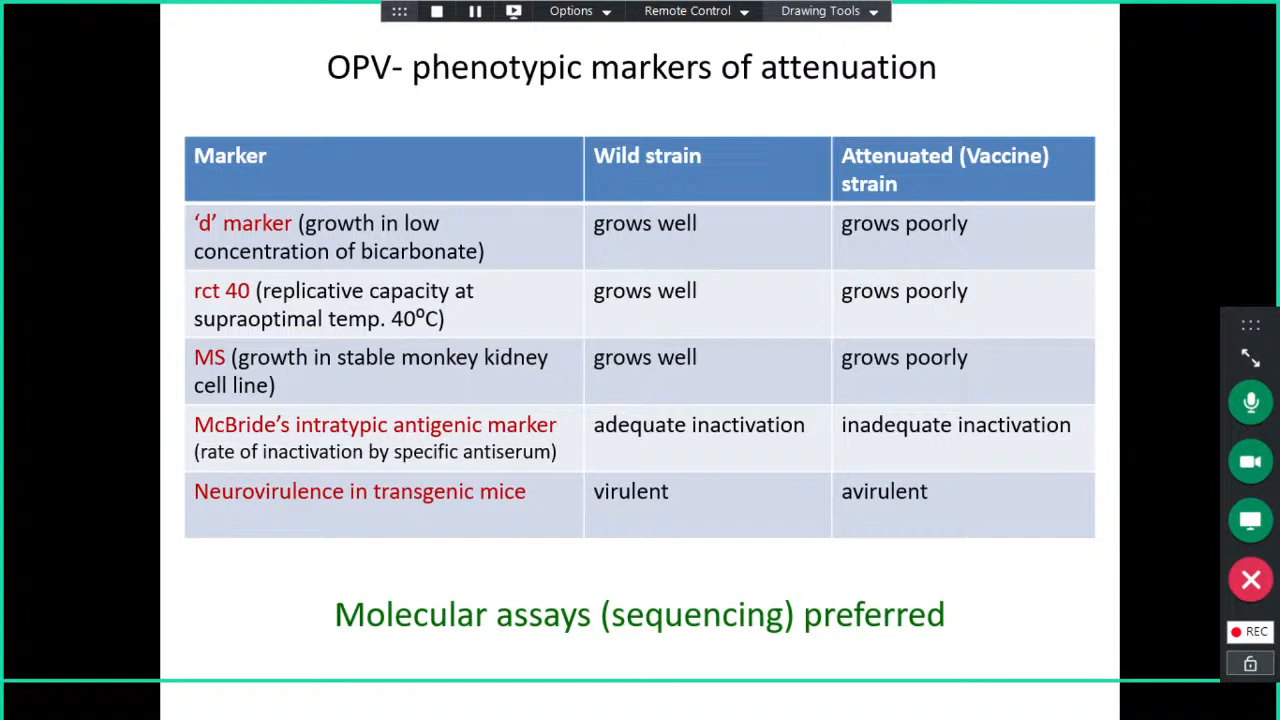 Options Remote Control Drawing Tools
OPV- phenotypic markers of attenuation
Marker Wild strain Attenuated (Vaccine)
strain
‘d’ marker (growth in low grows well grows poorly
concentration of bicarbonate)
rct 40 (replicative capacity at grows well grows poorly
supraoptimal temp. 40⁰C)
MS (growth in stable monkey kidney grows well grows poorly
cell line)
McBride’s intratypic antigenic marker adequate inactivation inadequate inactivation
(rate of inactivation by specific antiserum)
Neurovirulence in transgenic mice virulent avirulent
Molecular assays (sequencing) preferred
REC